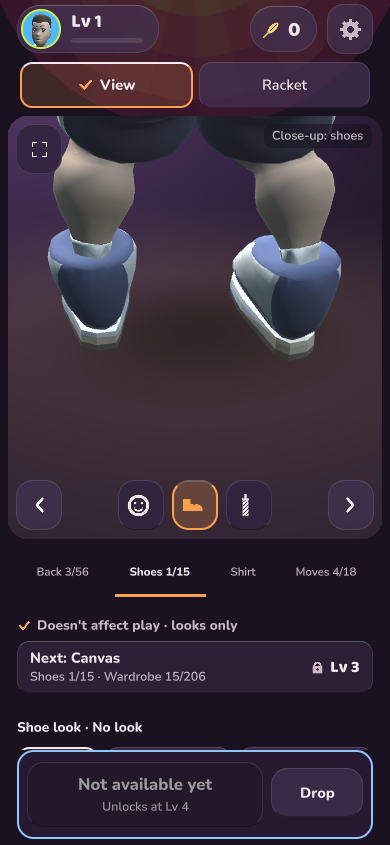 Lv 1
0
View
Racket
Close-up: shoes
Back 3/56
Shoes 1/15
Shirt
Moves 4/18
Doesn't affect play · looks only
Next: Canvas
Shoes 1/15 · Wardrobe 15/206
Lv 3
Shoe look · No look
Not available yet
Unlocks at Lv 4
Drop